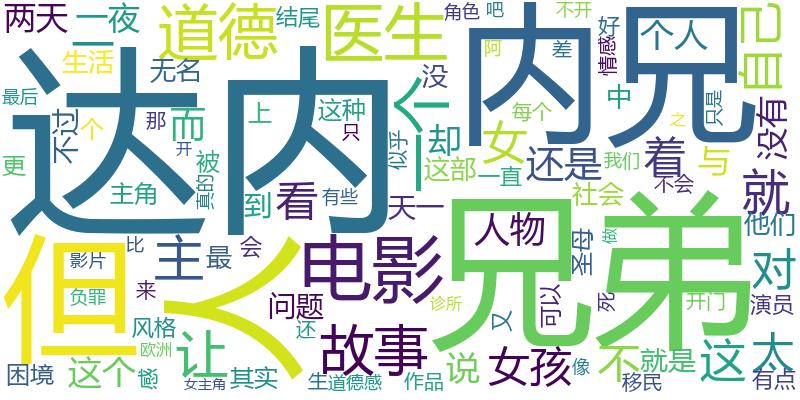 两天
一夜
道德
结尾
医生
角色
吧
不开
阿
差
情感
好
个人
自己
生活
无名
达内
内兄
兄弟
最后
个
那
而
上
这种
没
一个
每个
中
只是
之
没有
不过
开
被
只
似乎
却
女
还是
着
与
更
主角
真的
到
看
有些
天一
这部
一直
社会
我们
不会
就
他们
但
人
比
主
最
会
电影
人物
圣母
做
对
影片
负罪
来
问题
故事
诊所
又
可以
死
开门
演员
风格
还
欧洲
让
说
女孩
像
不
就是
这
太
困境
这个
感
女主角
其实
生
道德感
作品
移民
有点